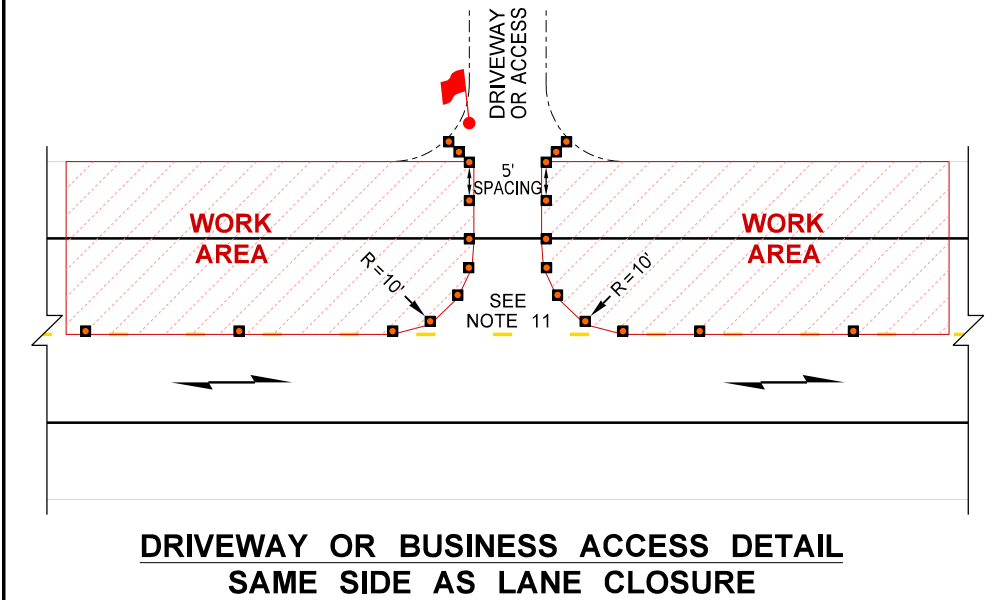 DRIVEWAY
OR ACCESS
5'
SPACING
WORK
AREA
WORK
AREA
R=10'
R=10'
SEE
NOTE 11
DRIVEWAY OR BUSINESS ACCESS DETAIL
SAME SIDE AS LANE CLOSURE